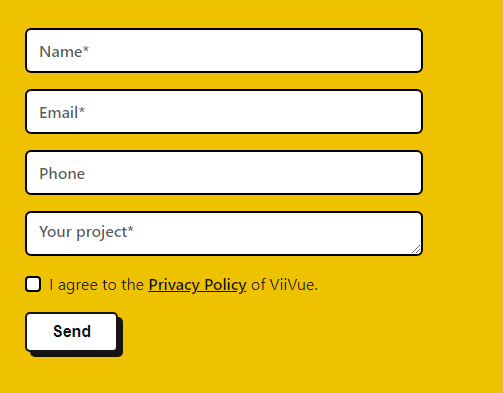 Name*
Email*
Phone
Your project*
I agree to the Privacy Policy of ViiVue.
Send